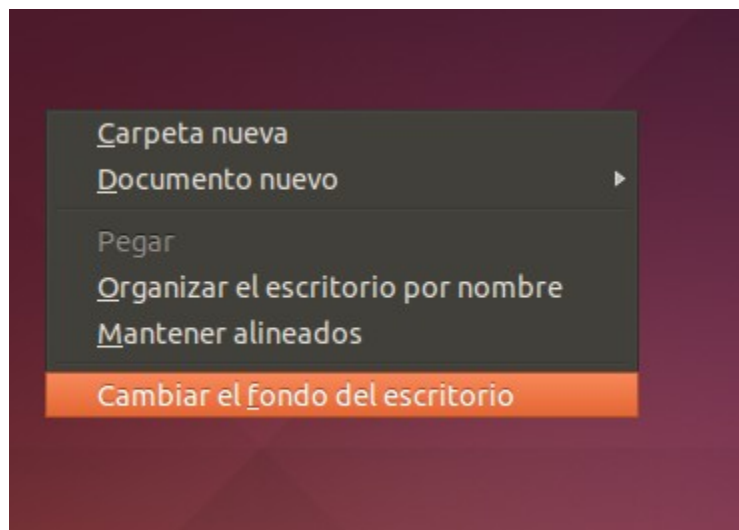 Carpeta nueva
Documento nuevo
Pegar
Organizar el escritorio por nombre
Mantener alineados
Cambiar el fondo del escritorio